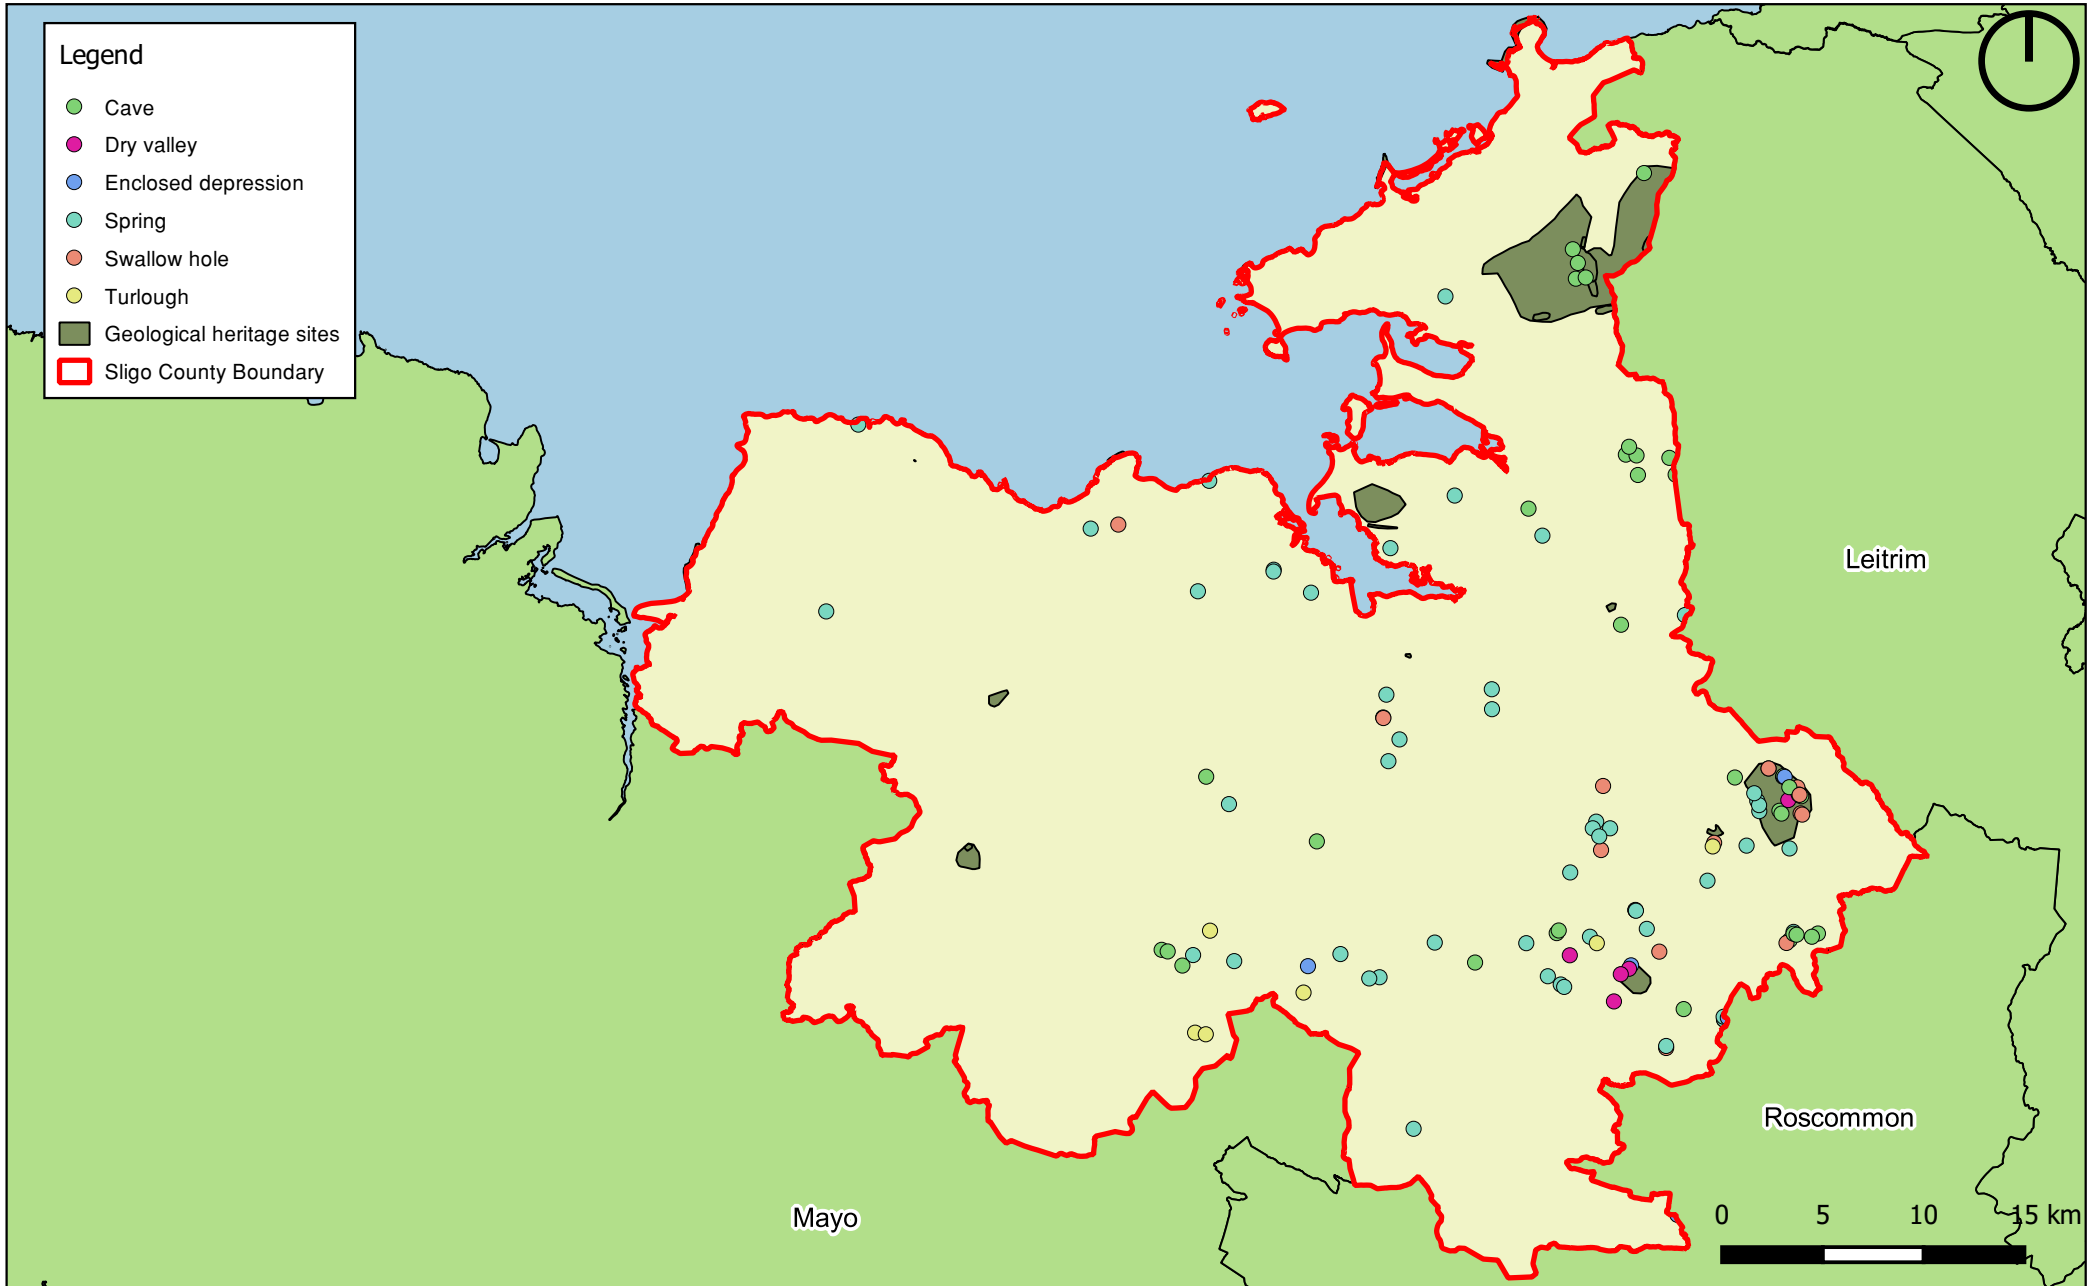 Legend
Cave
Dry valley
Enclosed depression
Spring
Swallow hole
Turlough
Geological heritage sites
Sligo County Boundary
Leitrim
Roscommon
Mayo
0 5 10 15 km